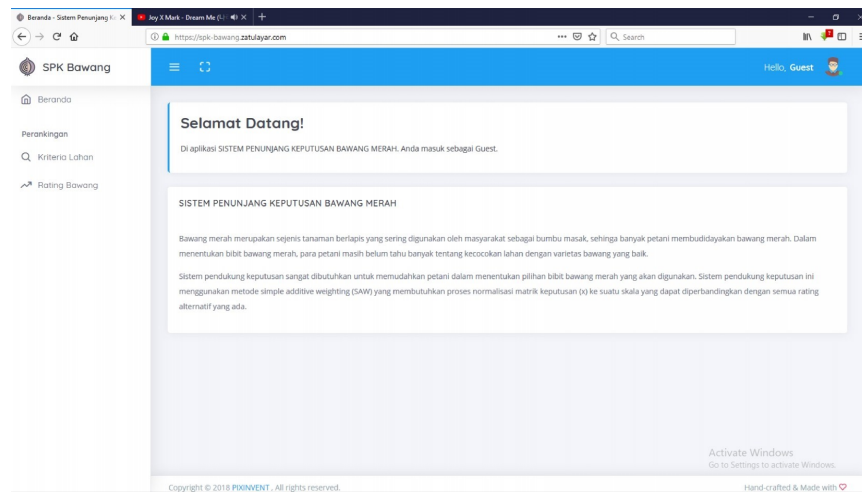 Beranda - Sistem Penunjang K
Joy X Mark - Dream Me (
https://spk-bawang.zatulayar.com
Search
SPK Bawang
Hello, Guest
Beranda
Perankingan
Kriteria Lahan
Rating Bawang
Selamat Datang!
Di aplikasi SISTEM PENUNJANG KEPUTUSAN BAWANG MERAH. Anda masuk sebagai Guest.
SISTEM PENUNJANG KEPUTUSAN BAWANG MERAH
Bawang merah merupakan sejenis tanaman berlapis yang sering digunakan oleh masyarakat sebagai bumbu masak, sehinga banyak petani membudidayakan bawang merah. Dalam
menentukan bibit bawang merah, para petani masih belum tahu banyak tentang kecocokan lahan dengan varietas bawang yang baik.
Sistem pendukung keputusan sangat dibutuhkan untuk memudahkan petani dalam menentukan pilihan bibit bawang merah yang akan digunakan. Sistem pendukung keputusan ini
menggunakan metode simple additive weighting (SAW) yang membutuhkan proses normalisasi matrik keputusan (x) ke suatu skala yang dapat diperbandingkan dengan semua rating
alternatif yang ada.
Activate Windows
Go to Settings to activate Windows.
Copyright © 2018 PIXINVENT , All rights reserved.
Hand-crafted & Made with